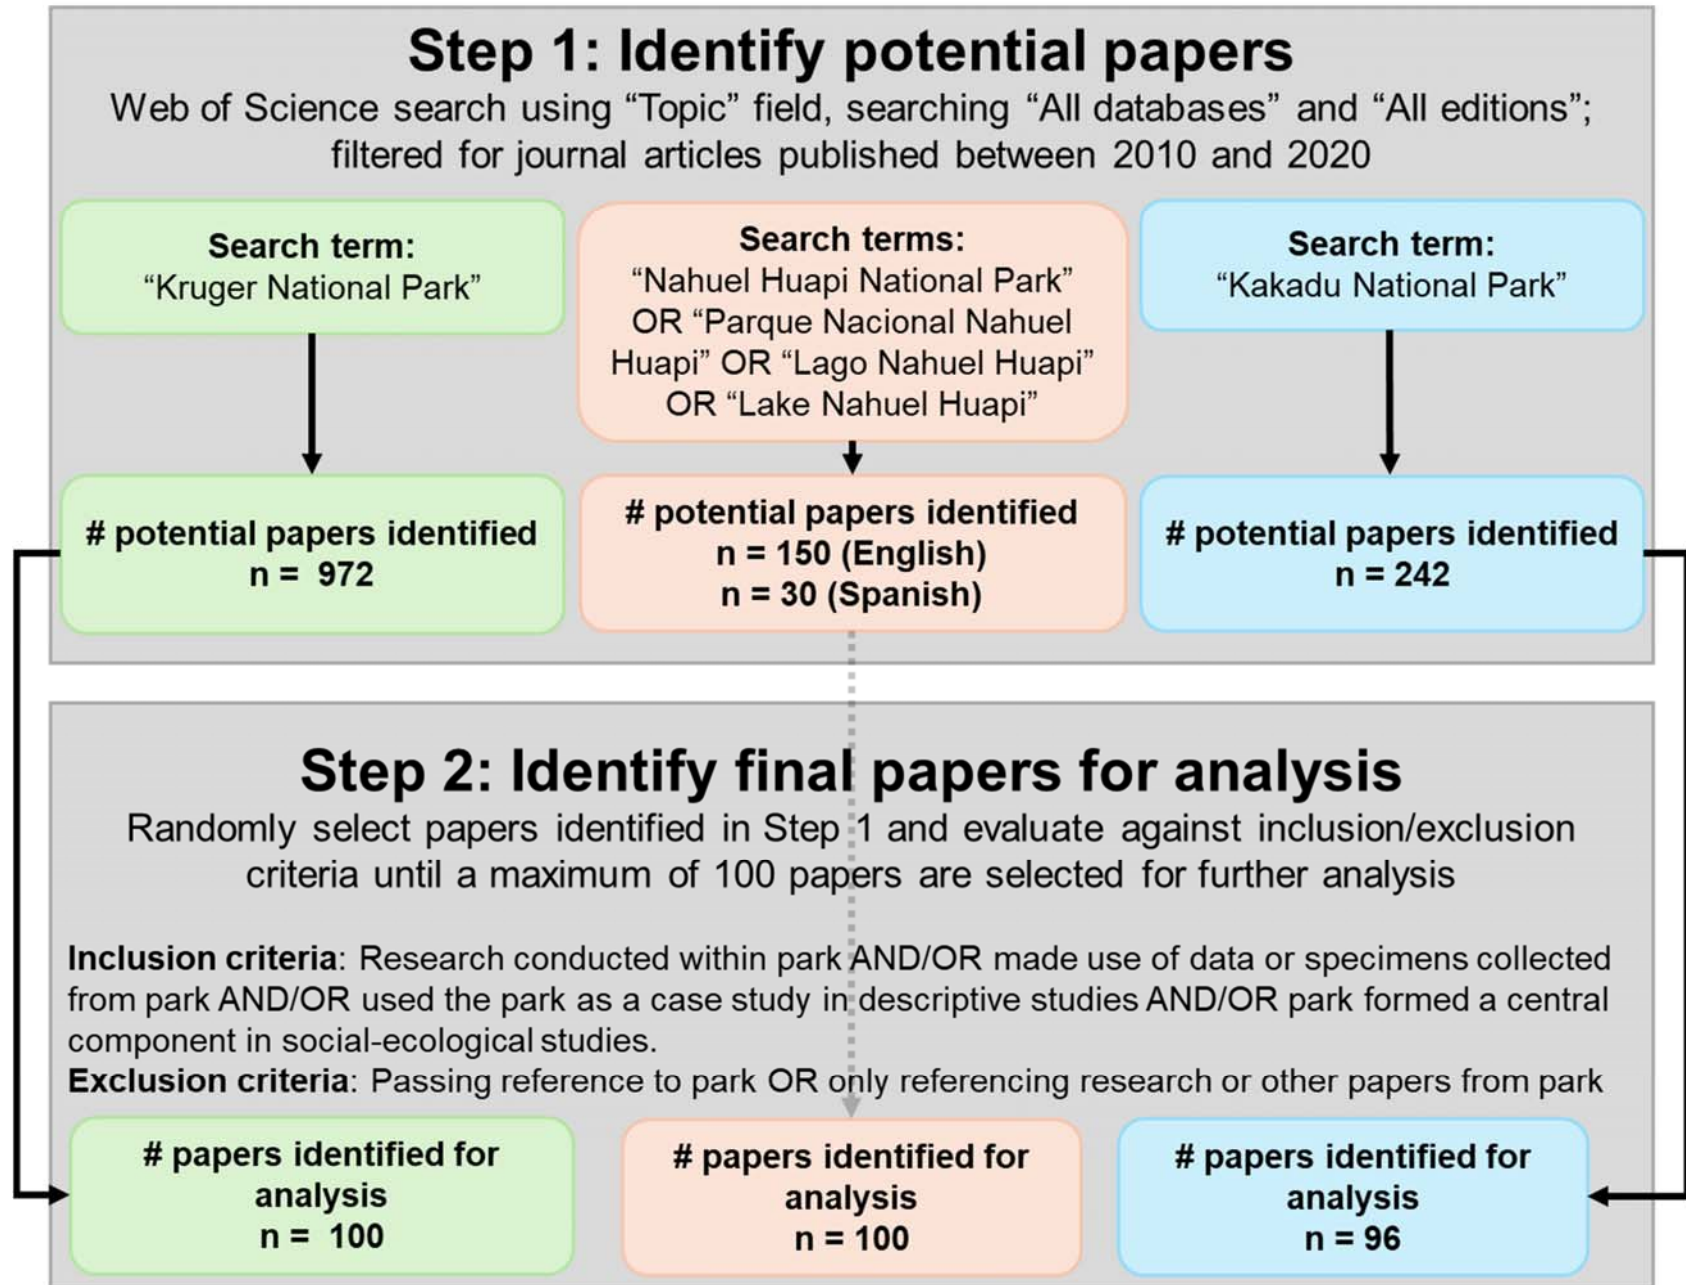 Step 1: Identify potential papers
Web of Science search using “Topic” field, searching “All databases” and “All editions”;
filtered for journal articles published between 2010 and 2020
Search term:
“Kruger National Park”
Search terms:
“Nahuel Huapi National Park”
OR “Parque Nacional Nahuel
Huapi” OR “Lago Nahuel Huapi”
OR “Lake Nahuel Huapi”
Search term:
“Kakadu National Park”
# potential papers identified
n = 972
# potential papers identified
n = 150 (English)
n = 30 (Spanish)
# potential papers identified
n = 242
Step 2: Identify final papers for analysis
Randomly select papers identified in Step 1 and evaluate against inclusion/exclusion
criteria until a maximum of 100 papers are selected for further analysis
Inclusion criteria: Research conducted within park AND/OR made use of data or specimens collected
from park AND/OR used the park as a case study in descriptive studies AND/OR park formed a central
component in social-ecological studies.
Exclusion criteria: Passing reference to park OR only referencing research or other papers from park
# papers identified for
analysis
n = 100
# papers identified for
analysis
n = 100
# papers identified for
analysis
n = 96